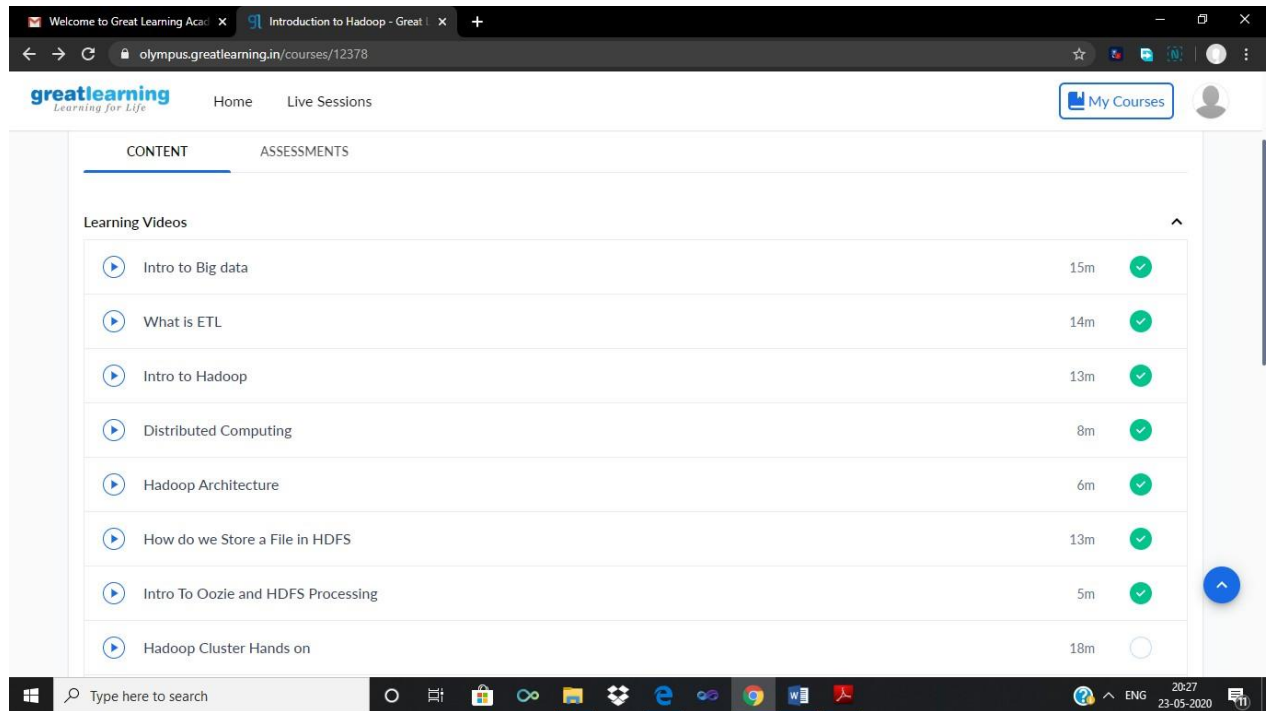 Welcome to Great Learning Acad
Introduction to Hadoop - Great L
olympus.greatlearning.in/courses/12378
greatlearning
Learning for Life
Home Live Sessions My Courses
CONTENT ASSESSMENTS
Learning Videos
Intro to Big data 15m
What is ETL 14m
Intro to Hadoop 13m
Distributed Computing 8m
Hadoop Architecture 6m
How do we Store a File in HDFS 13m
Intro To Oozie and HDFS Processing 5m
Hadoop Cluster Hands on 18m
Type here to search
ENG
20:27
23-05-2020